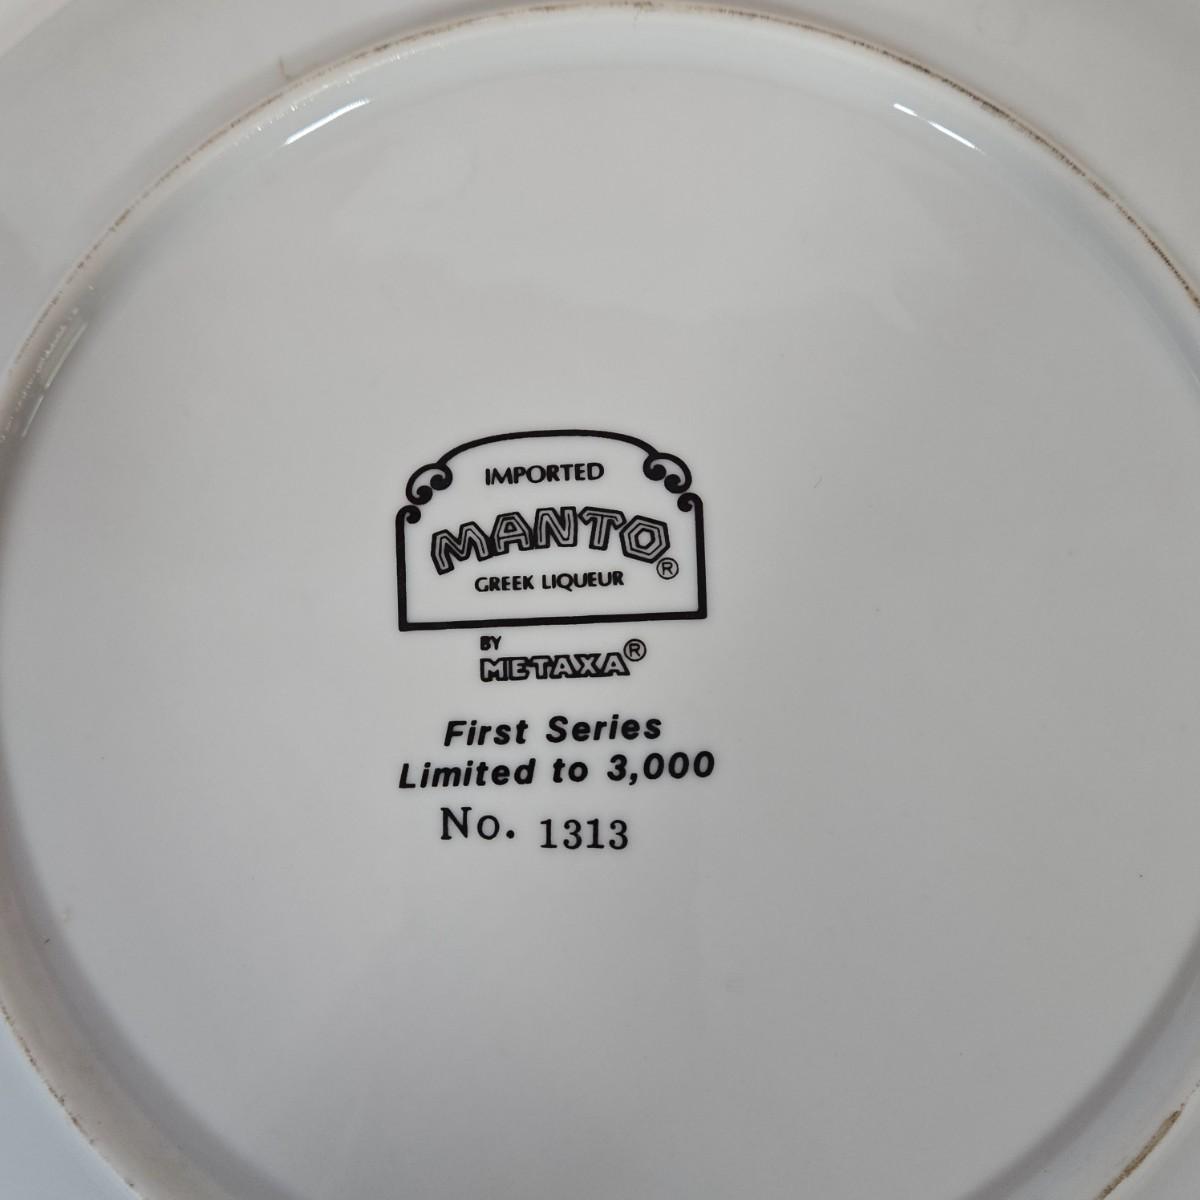 IMPORTED
MANTO®
GREEK LIQUEUR
BY
METAXA®
First Series
Limited to 3,000
No. 1313